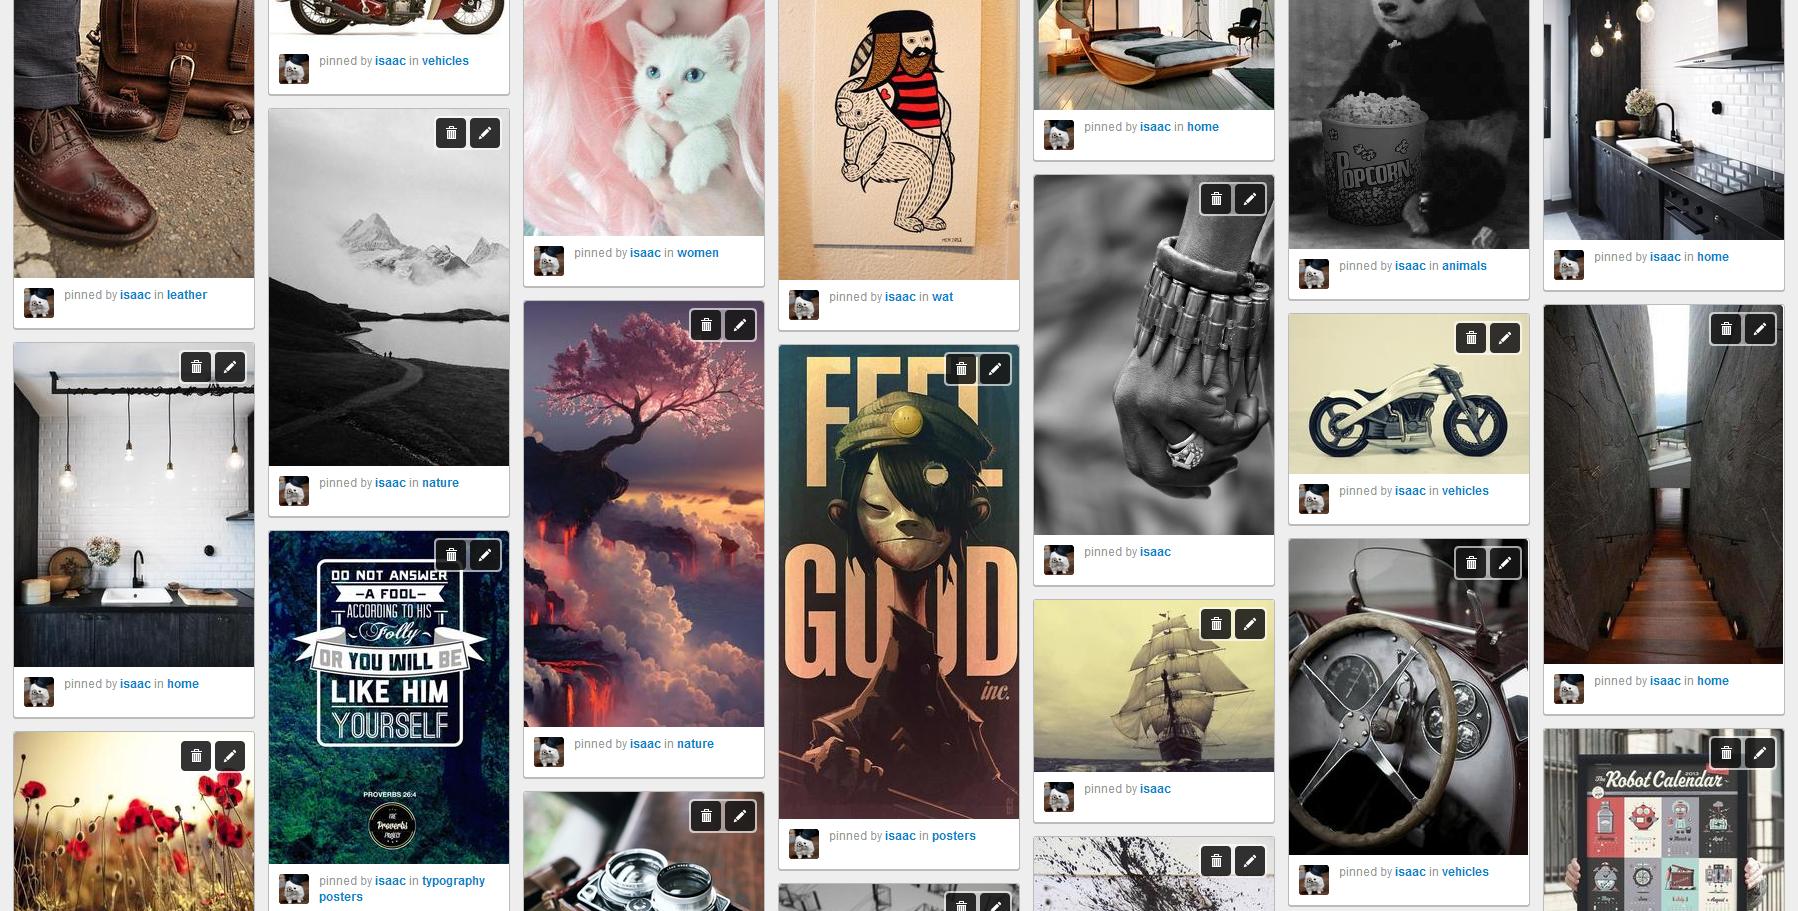 pinned by isaac in leather
pinned by isaac in home
pinned by isaac in vehicles
pinned by isaac in nature
DO NOT ANSWER
A FOOL
ACCORDING TO HIS
Folly
OR YOU WILL BE
LIKE HIM
YOURSELF
PROVERBS 26:4
THE
Proverbs
PROJECT
pinned by isaac in typography
posters
pinned by isaac in women
pinned by isaac in nature
pinned by isaac in wat
FEEL
GOOD
inc.
pinned by isaac in posters
pinned by isaac in home
pinned by isaac
pinned by isaac
POPCORN
pinned by isaac in animals
pinned by isaac in vehicles
pinned by isaac in vehicles
pinned by isaac in home
pinned by isaac in home
The Robot Calendar